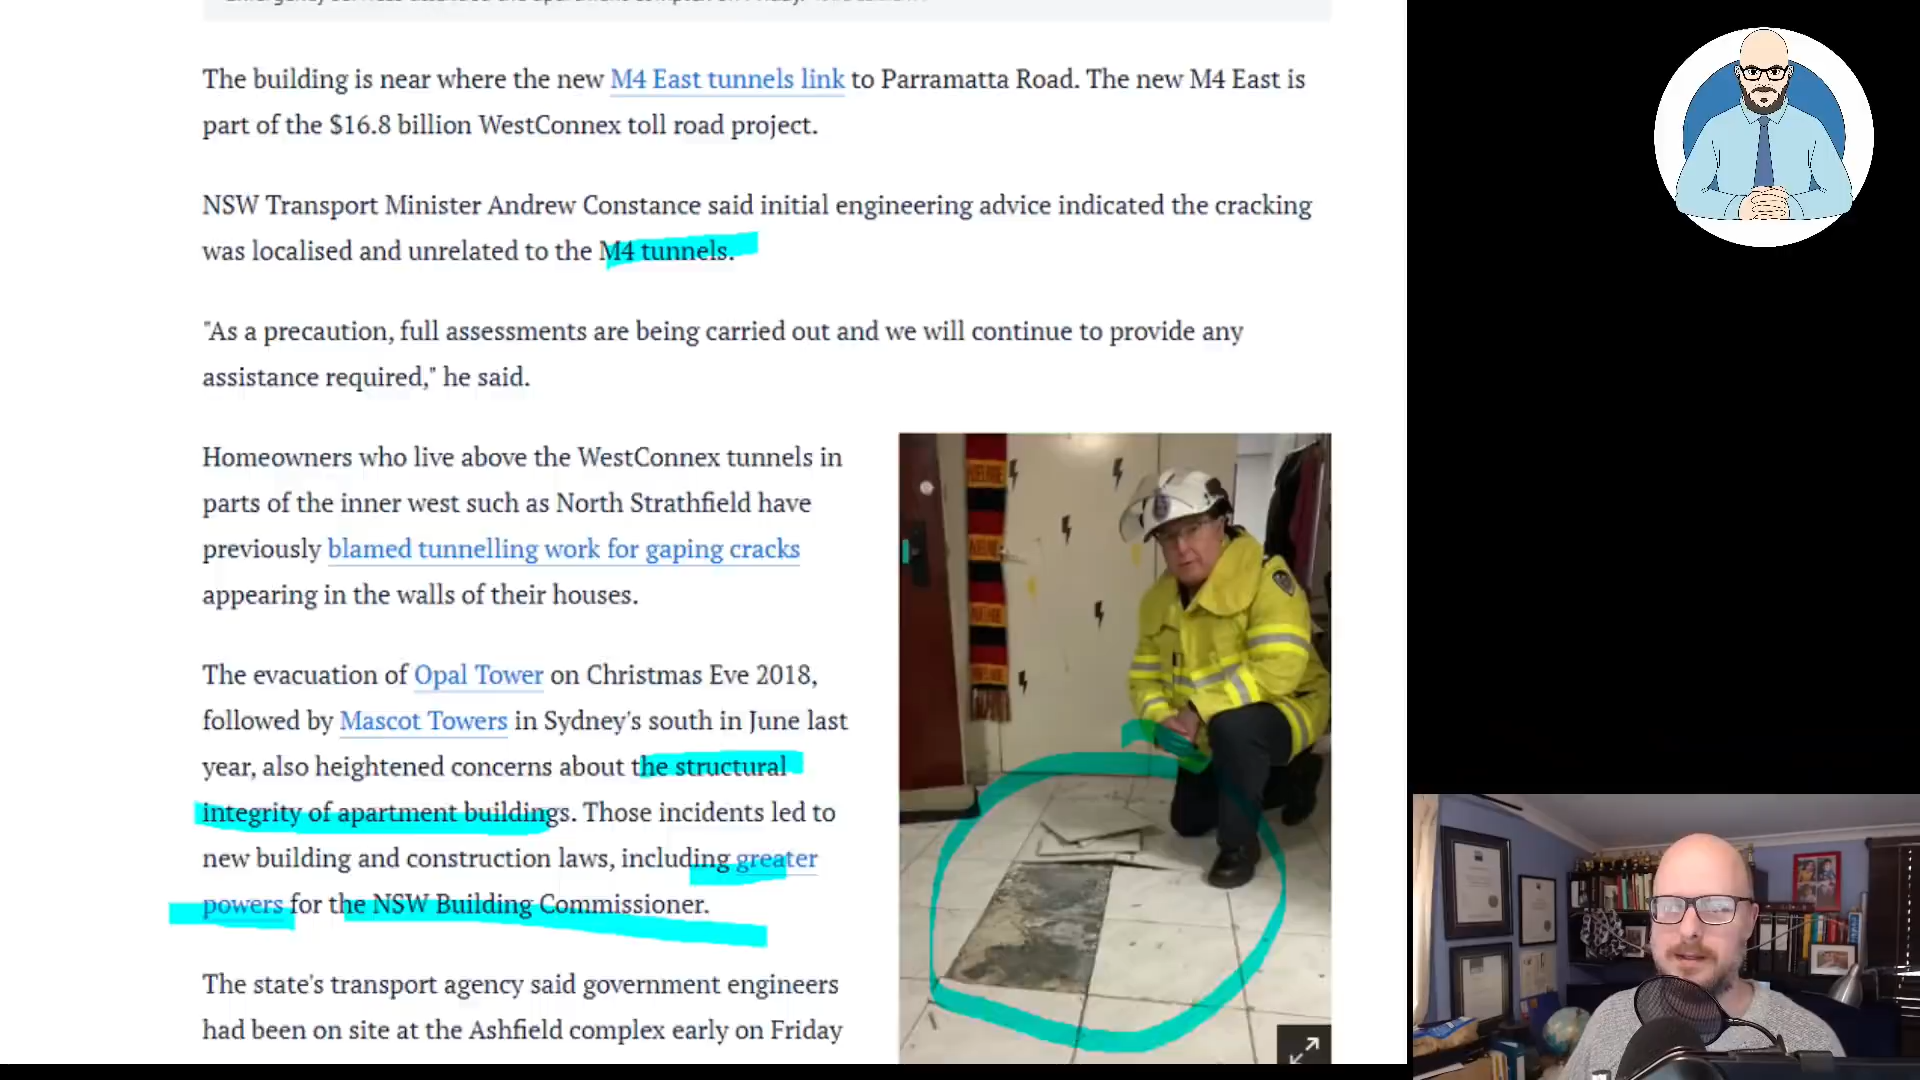 The building is near where the new M4 East tunnels link to Parramatta Road. The new M4 East is
part of the $16.8 billion WestConnex toll road project.
NSW Transport Minister Andrew Constance said initial engineering advice indicated the cracking
was localised and unrelated to the M4 tunnels.
"As a precaution, full assessments are being carried out and we will continue to provide any
assistance required," he said.
Homeowners who live above the WestConnex tunnels in
parts of the inner west such as North Strathfield have
previously blamed tunnelling work for gaping cracks
appearing in the walls of their houses.
The evacuation of Opal Tower on Christmas Eve 2018,
followed by Mascot Towers in Sydney's south in June last
year, also heightened concerns about the structural
integrity of apartment buildings. Those incidents led to
new building and construction laws, including greater
powers for the NSW Building Commissioner.
The state's transport agency said government engineers
had been on site at the Ashfield complex early on Friday